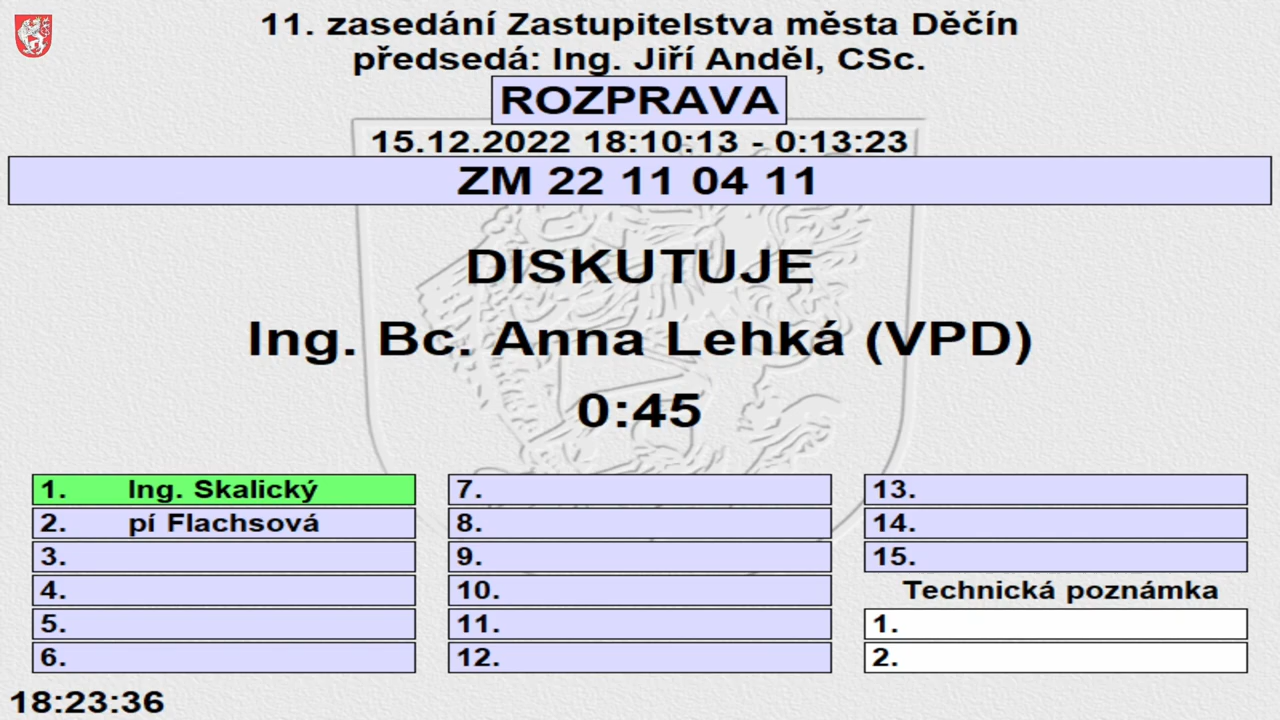 11. zasedání Zastupitelstva města Děčín
předsedá: Ing. Jiří Anděl, CSc.
ROZPRAVA
15.12.2022 18:10:13 - 0:13:23
ZM 22 11 04 11
DISKUTUJE
Ing. Bc. Anna Lehká (VPD)
0:45
1. Ing. Skalický
2. pí Flachsová
3.
4.
5.
6.
7.
8.
9.
10.
11.
12.
13.
14.
15.
Technická poznámka
1.
2.
18:23:36